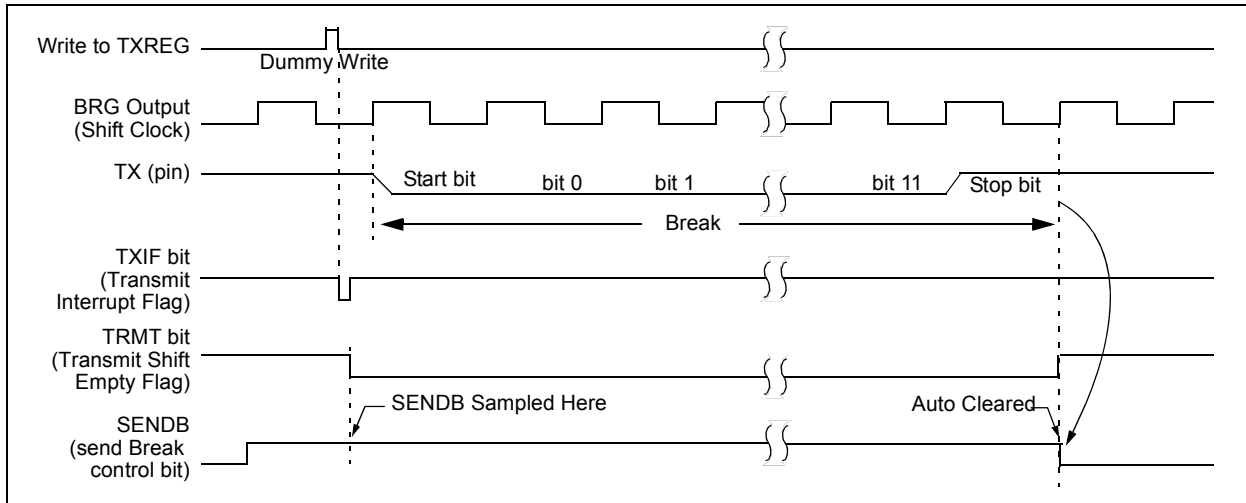 Write to TXREG
Dummy Write
BRG Output
(Shift Clock)
TX (pin)
Start bit
bit 0
bit 1
bit 11
Stop bit
Break
TXIF bit
(Transmit
Interrupt Flag)
TRMT bit
(Transmit Shift
Empty Flag)
SENDB Sampled Here
Auto Cleared
SENDB
(send Break
control bit)